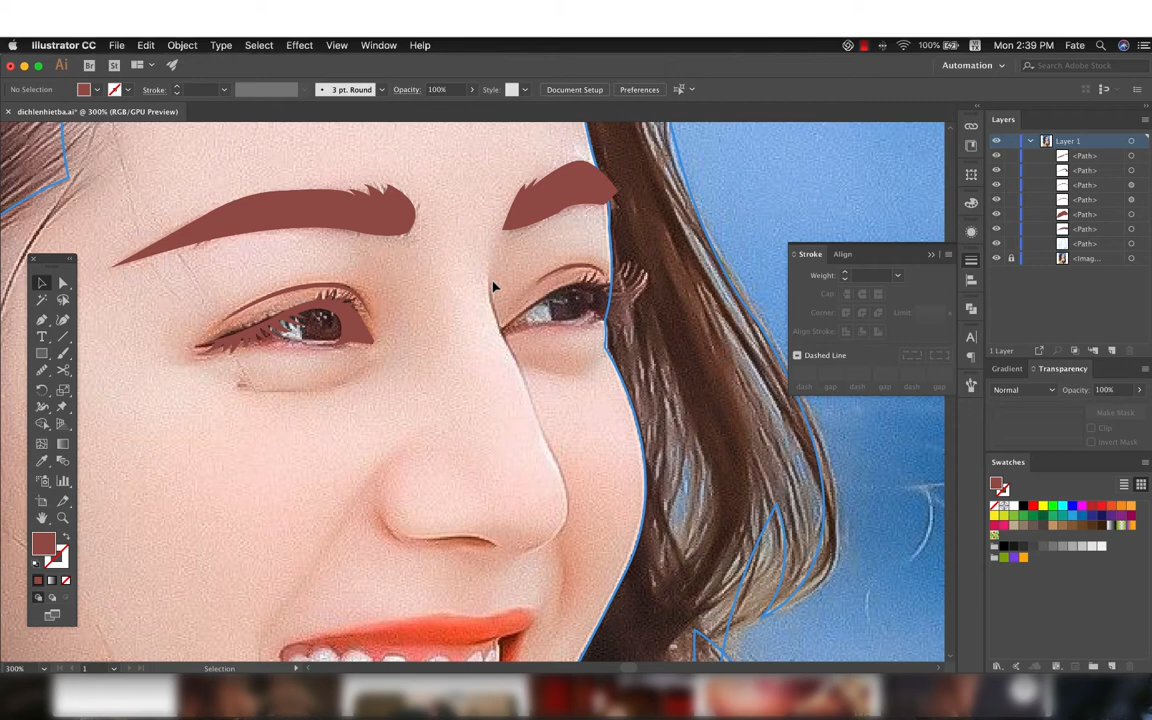 Illustrator CC File Edit Object Type Select Effect View Window Help 100% Mon 2:39 PM Fate
Ai Br St Automation Search Adobe Stock
No Selection Stroke: 3 pt. Round Opacity: 100% Style: Document Setup Preferences
dichlenhietba.ai* @ 300% (RGB/GPU Preview)
Layers
Layer 1
<Path>
<Path>
<Path>
<Path>
<Path>
<Path>
<Path>
<Imag...
1 Layer
Stroke Align
Weight:
Cap:
Corner: Limit:
Align Stroke:
Dashed Line
dash gap dash gap dash gap
Gradient Transparency
Normal Opacity: 100%
Make Mask
Clip
Invert Mask
Swatches
300% 1 Selection